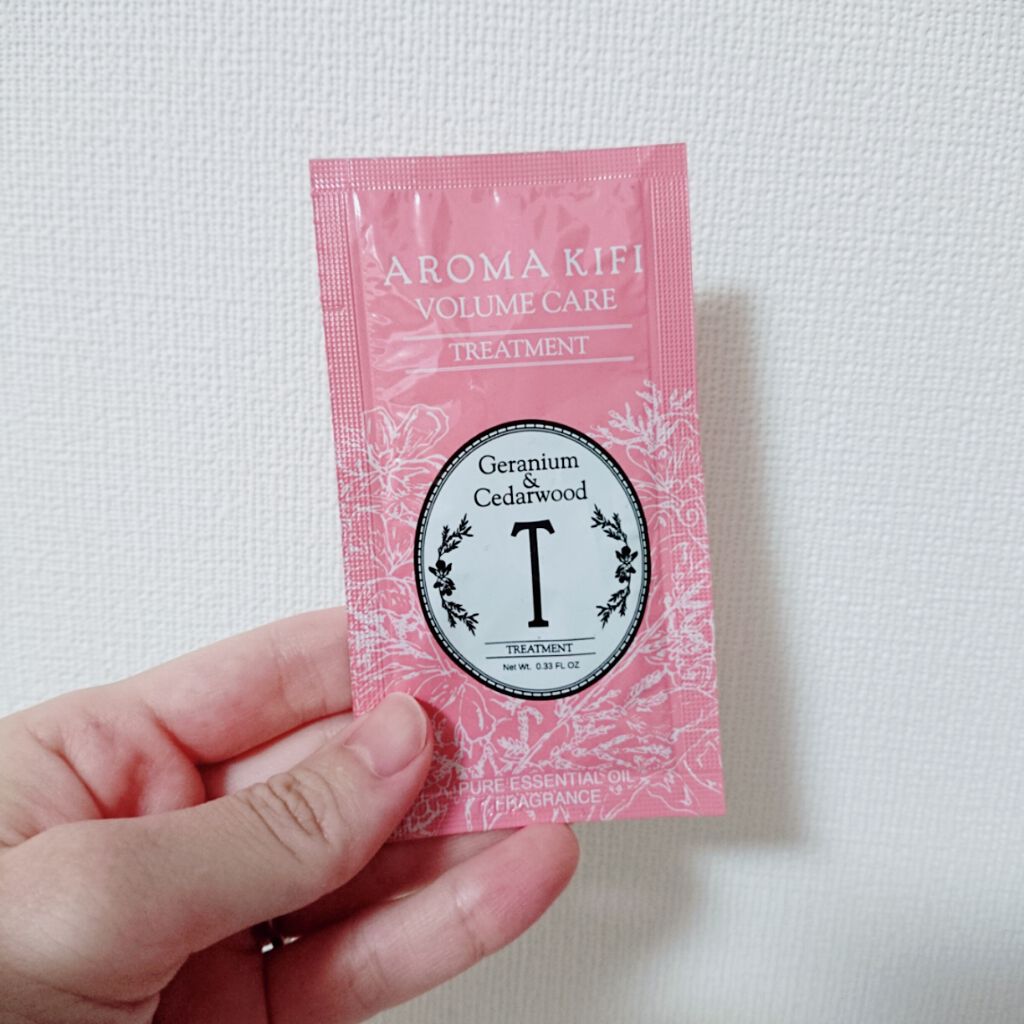 AROMA KIFI
VOLUME CARE
TREATMENT
Geranium
&
Cedarwood
T
TREATMENT
Net Wt. 0.33 FL OZ
PURE ESSENTIAL OIL
FRAGRANCE